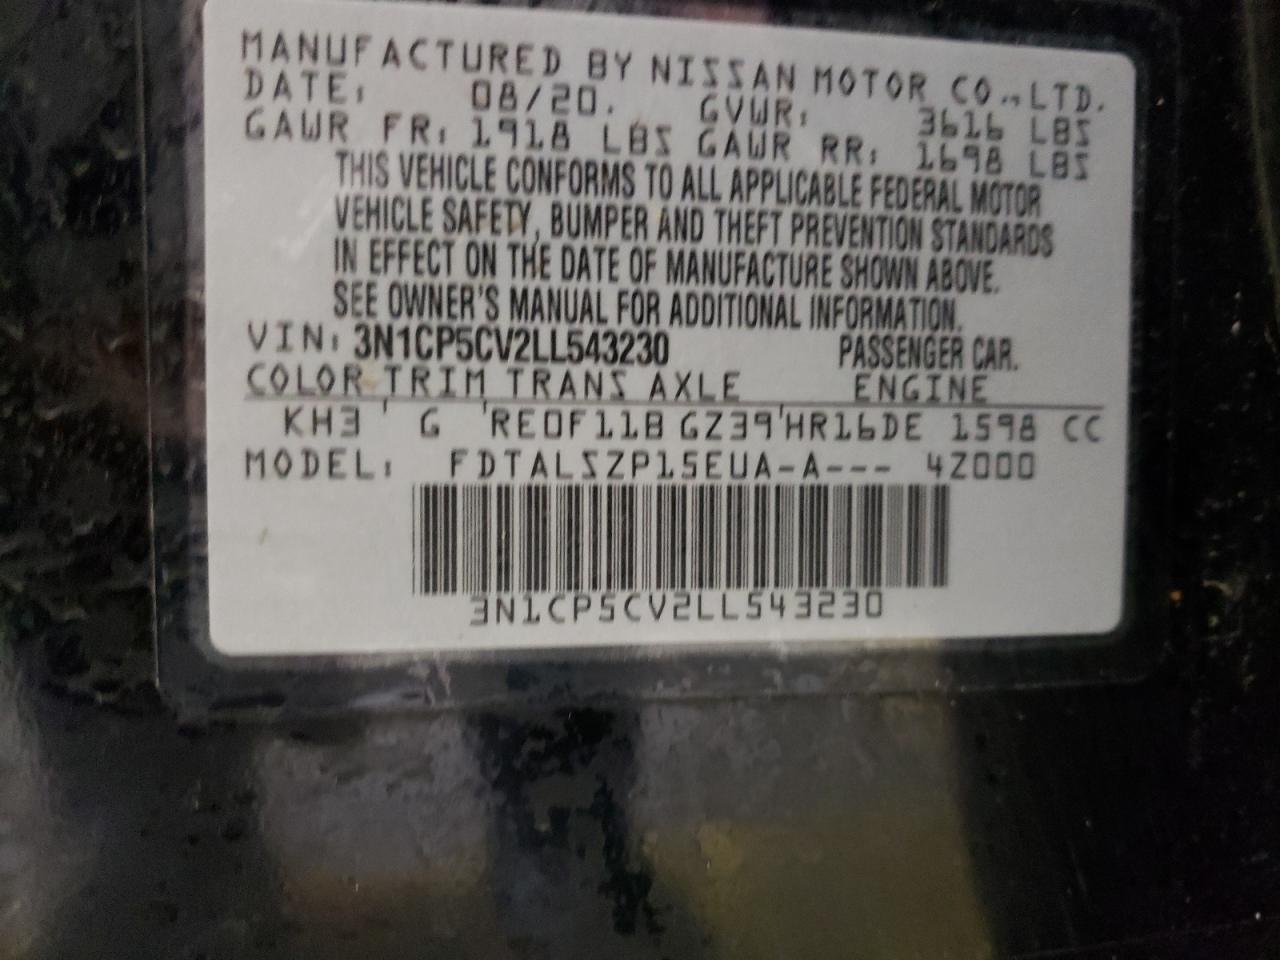 MANUFACTURED BY NISSAN MOTOR CO.,LTD.
DATE: 08/20. GVWR: 3616 LBS
GAWR FR: 1918 LBS GAWR RR: 1698 LBS
THIS VEHICLE CONFORMS TO ALL APPLICABLE FEDERAL MOTOR
VEHICLE SAFETY, BUMPER AND THEFT PREVENTION STANDARDS
IN EFFECT ON THE DATE OF MANUFACTURE SHOWN ABOVE.
SEE OWNER'S MANUAL FOR ADDITIONAL INFORMATION.
VIN: 3N1CP5CV2LL543230 PASSENGER CAR.
COLOR TRIM TRANS AXLE ENGINE
KH3 G RE0F11B GZ39 HR16DE 1598 CC
MODEL: FDTALSZP15EUA-A--- 4Z000
3N1CP5CV2LL543230